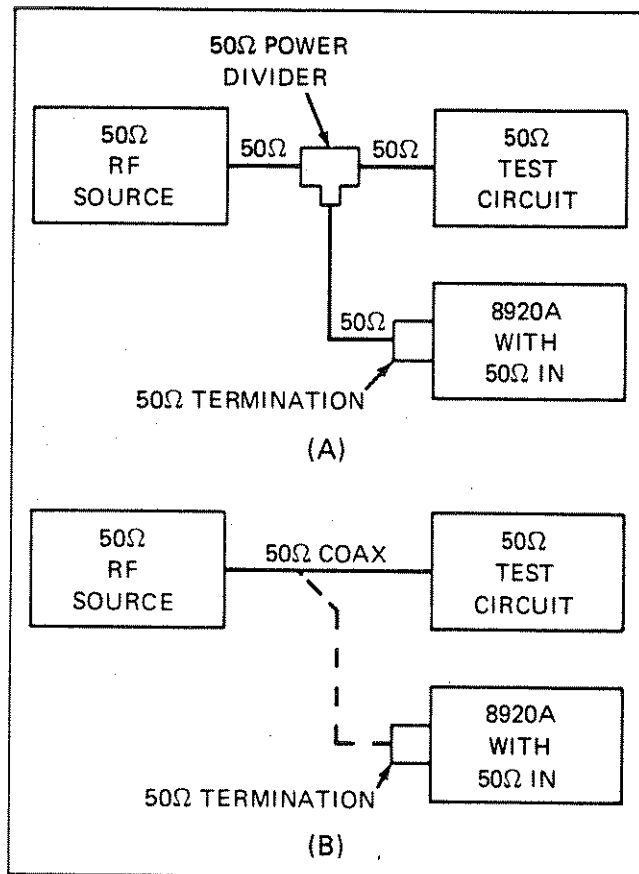 50Ω POWER
DIVIDER
50Ω
RF
SOURCE
50Ω
50Ω
50Ω
TEST
CIRCUIT
50Ω
8920A
WITH
50Ω IN
50Ω TERMINATION
(A)
50Ω
RF
SOURCE
50Ω COAX
50Ω
TEST
CIRCUIT
8920A
WITH
50Ω IN
50Ω TERMINATION
(B)